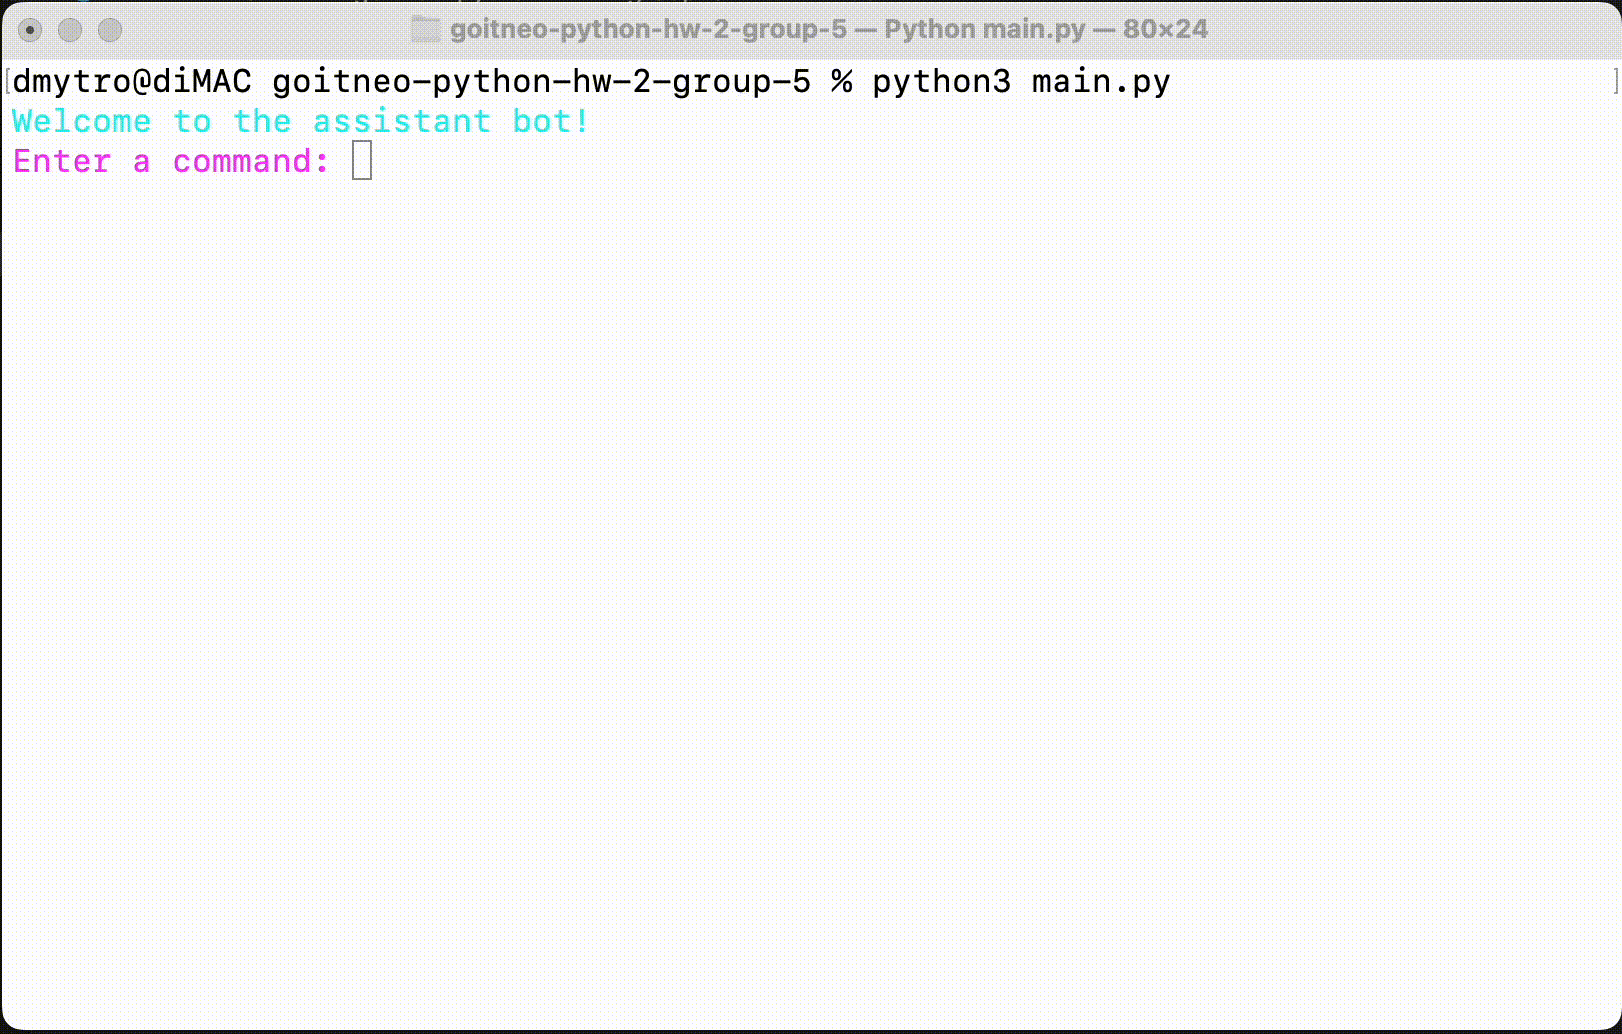 goitneo-python-hw-2-group-5 — Python main.py — 80×24
[dmytro@diMAC goitneo-python-hw-2-group-5 % python3 main.py ]
Welcome to the assistant bot!
Enter a command: